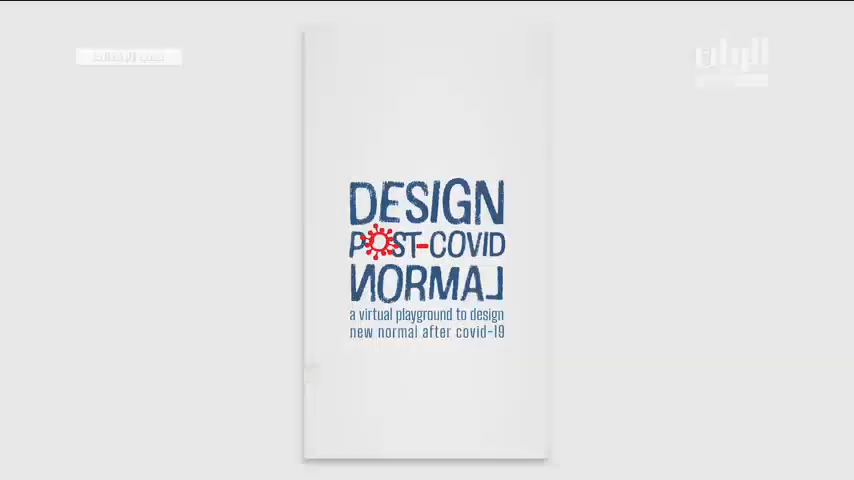 DESIGN
POST-COVID
NORMAL
a virtual playground to design
new normal after covid-19